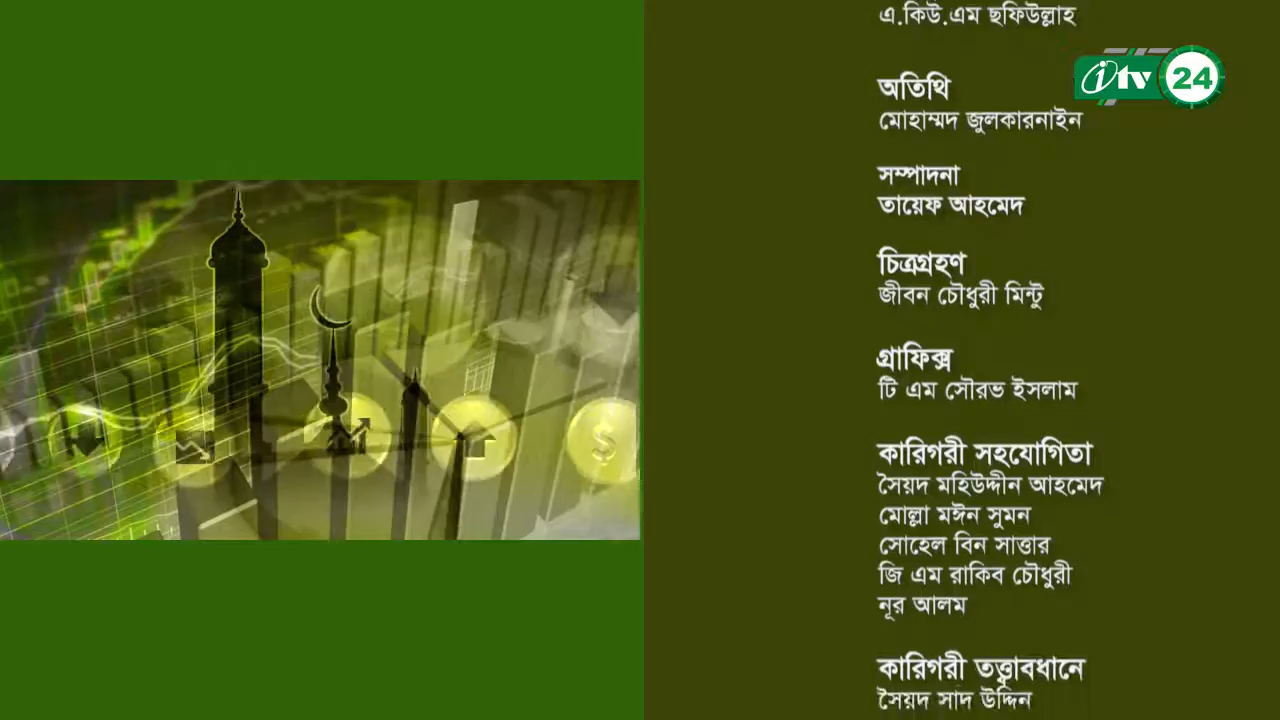 এ.কিউ.এম ছফিউল্লাহ
itv 24
অতিথি
মোহাম্মদ জুলকারনাইন
সম্পাদনা
তায়েফ আহমেদ
চিত্রগ্রহণ
জীবন চৌধুরী মিন্টু
গ্রাফিক্স
টি এম সৌরভ ইসলাম
কারিগরী সহযোগিতা
সৈয়দ মহিউদ্দীন আহমেদ
মোল্লা মঈন সুমন
সোহেল বিন সাত্তার
জি এম রাকিব চৌধুরী
নূর আলম
কারিগরী তত্ত্বাবধানে
সৈয়দ সাদ উদ্দিন
$